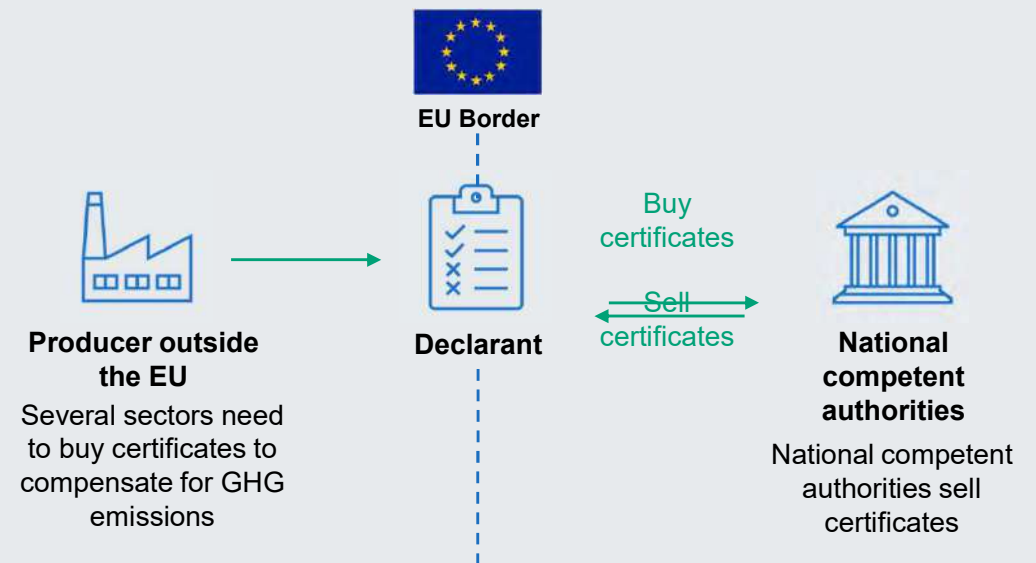 EU Border
Buy
certificates
Sell
certificates
Producer outside
the EU
Several sectors need
to buy certificates to
compensate for GHG
emissions
Declarant
National
competent
authorities
National competent
authorities sell
certificates